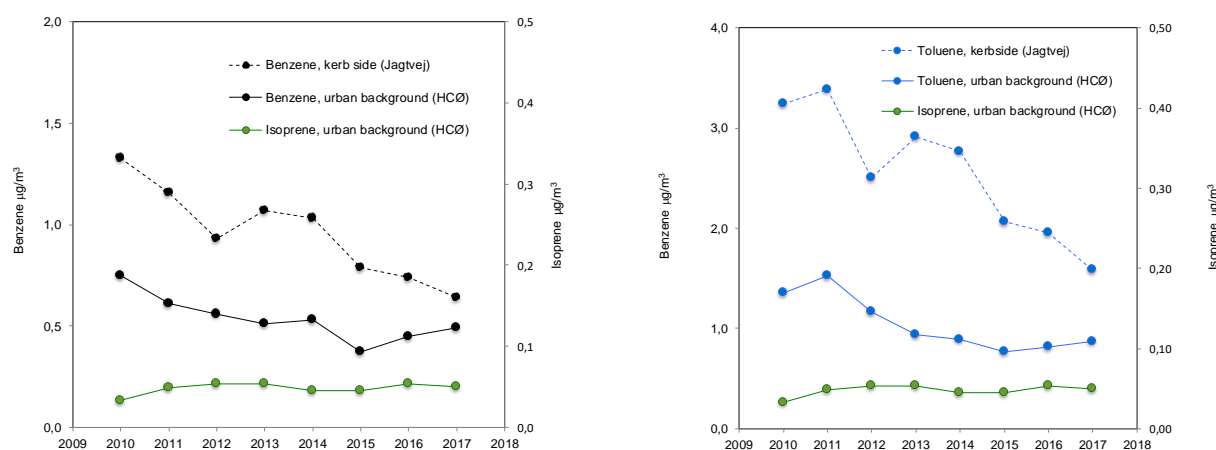 2,0
1,5
1,0
0,5
0,0
Benzene µg/m³
0,5
0,4
0,3
0,2
0,1
0,0
Isoprene µg/m³
Benzene, kerb side (Jagtvej)
Benzene, urban background (HCØ)
Isoprene, urban background (HCØ)
2009 2010 2011 2012 2013 2014 2015 2016 2017 2018
4,0
3,0
2,0
1,0
0,0
Benzene µg/m³
0,50
0,40
0,30
0,20
0,10
0,00
Isoprene µg/m³
Toluene, kerbside (Jagtvej)
Toluene, urban background (HCØ)
Isoprene, urban background (HCØ)
2009 2010 2011 2012 2013 2014 2015 2016 2017 2018